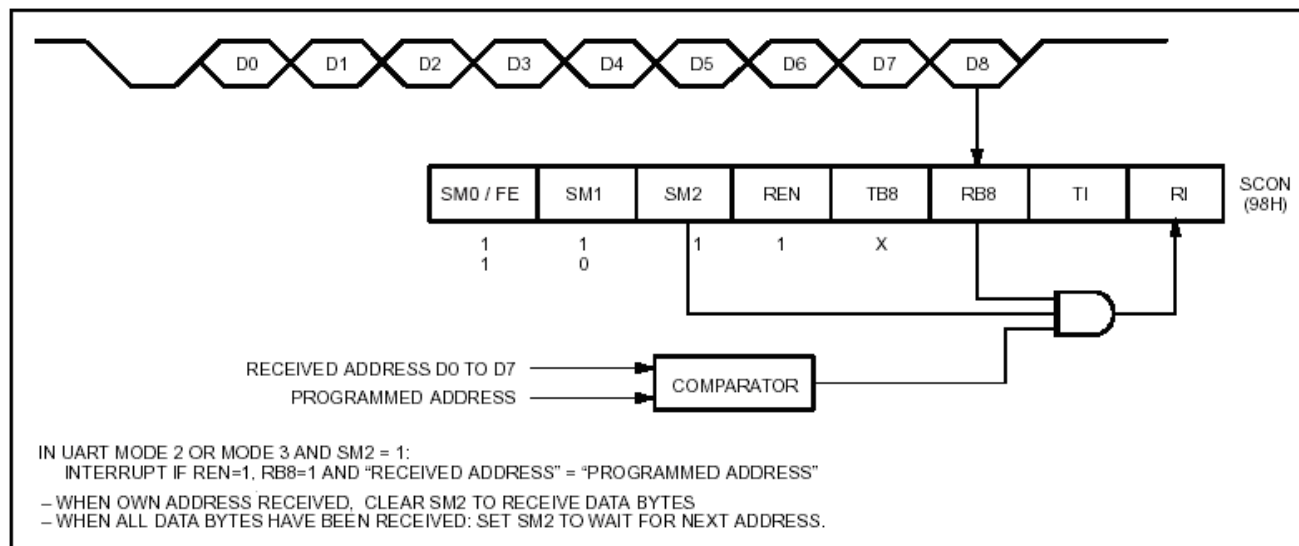 D0 D1 D2 D3 D4 D5 D6 D7 D8
SM0 / FE SM1 SM2 REN TB8 RB8 TI RI SCON
(98H)
1 1 1 1 X
1 0
RECEIVED ADDRESS D0 TO D7
PROGRAMMED ADDRESS
COMPARATOR
IN UART MODE 2 OR MODE 3 AND SM2 = 1:
INTERRUPT IF REN=1, RB8=1 AND “RECEIVED ADDRESS” = “PROGRAMMED ADDRESS”
– WHEN OWN ADDRESS RECEIVED, CLEAR SM2 TO RECEIVE DATA BYTES
– WHEN ALL DATA BYTES HAVE BEEN RECEIVED: SET SM2 TO WAIT FOR NEXT ADDRESS.